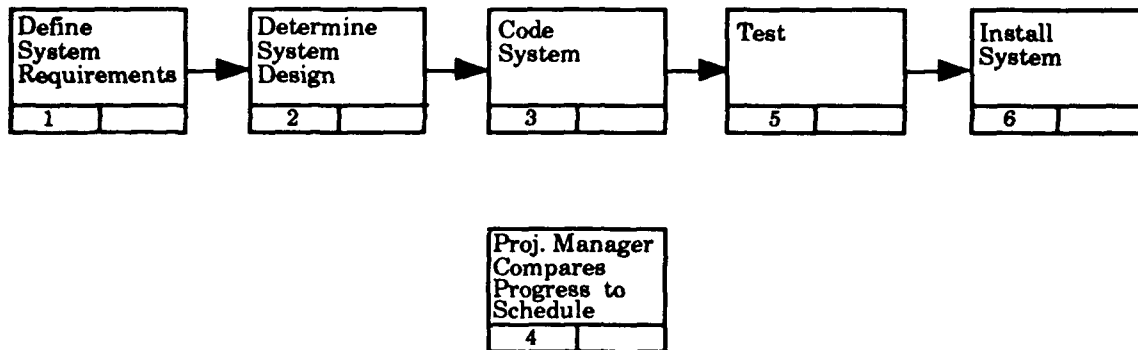 Define
System
Requirements
1
Determine
System
Design
2
Code
System
3
Test
5
Install
System
6
Proj. Manager
Compares
Progress to
Schedule
4